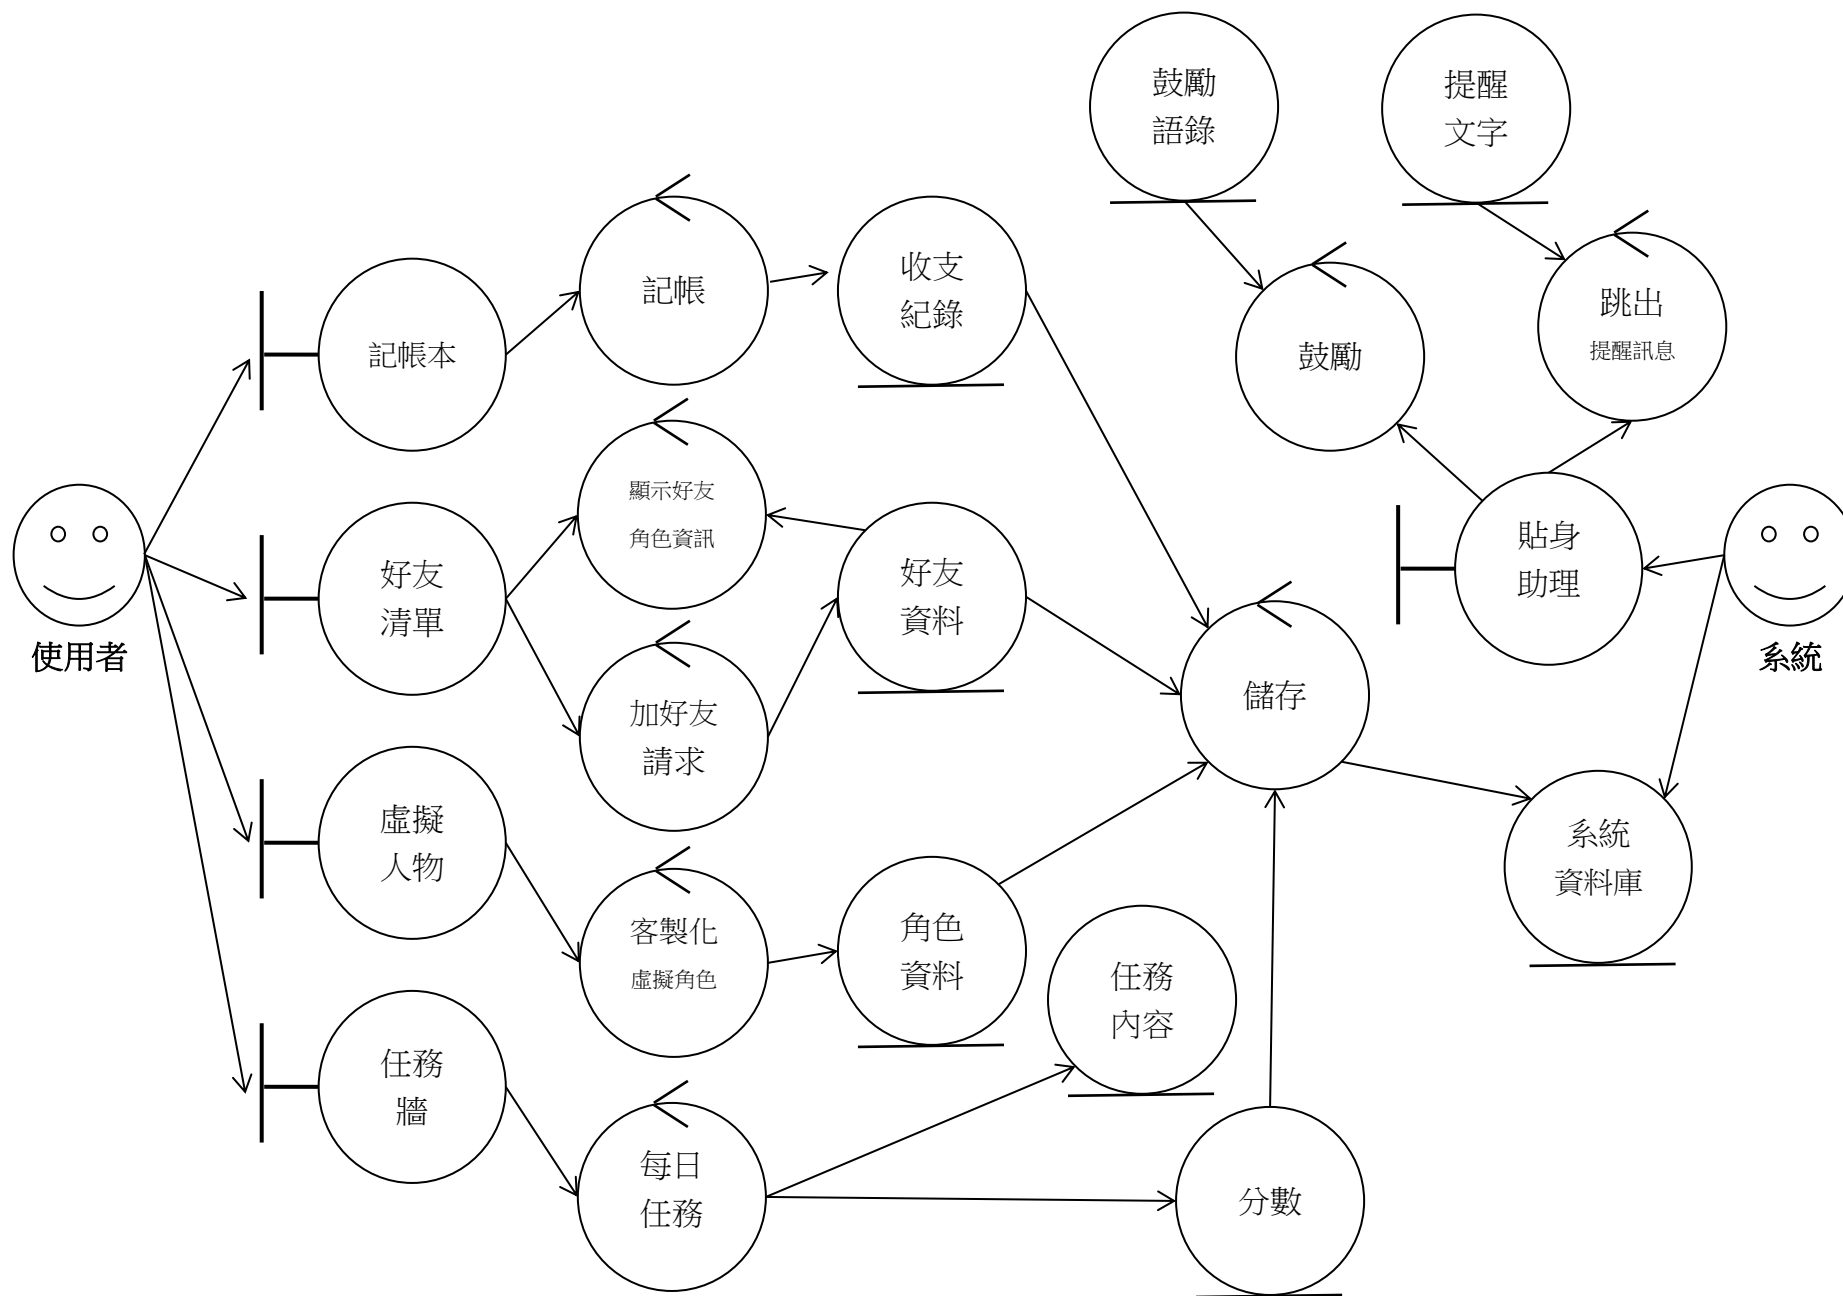 鼓勵
語錄
提醒
文字
記帳
收支
紀錄
跳出
提醒訊息
鼓勵
記帳本
顯示好友
角色資訊
好友
清單
好友
資料
貼身
助理
使用者
系統
加好友
請求
儲存
虛擬
人物
系統
資料庫
客製化
虛擬角色
角色
資料
任務
內容
任務
牆
每日
任務
分數